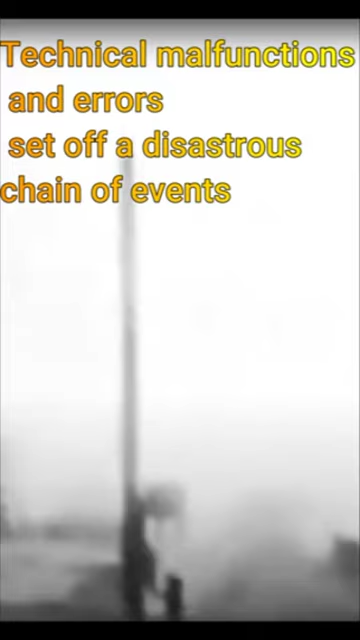 Technical malfunctions
and errors
set off a disastrous
chain of events